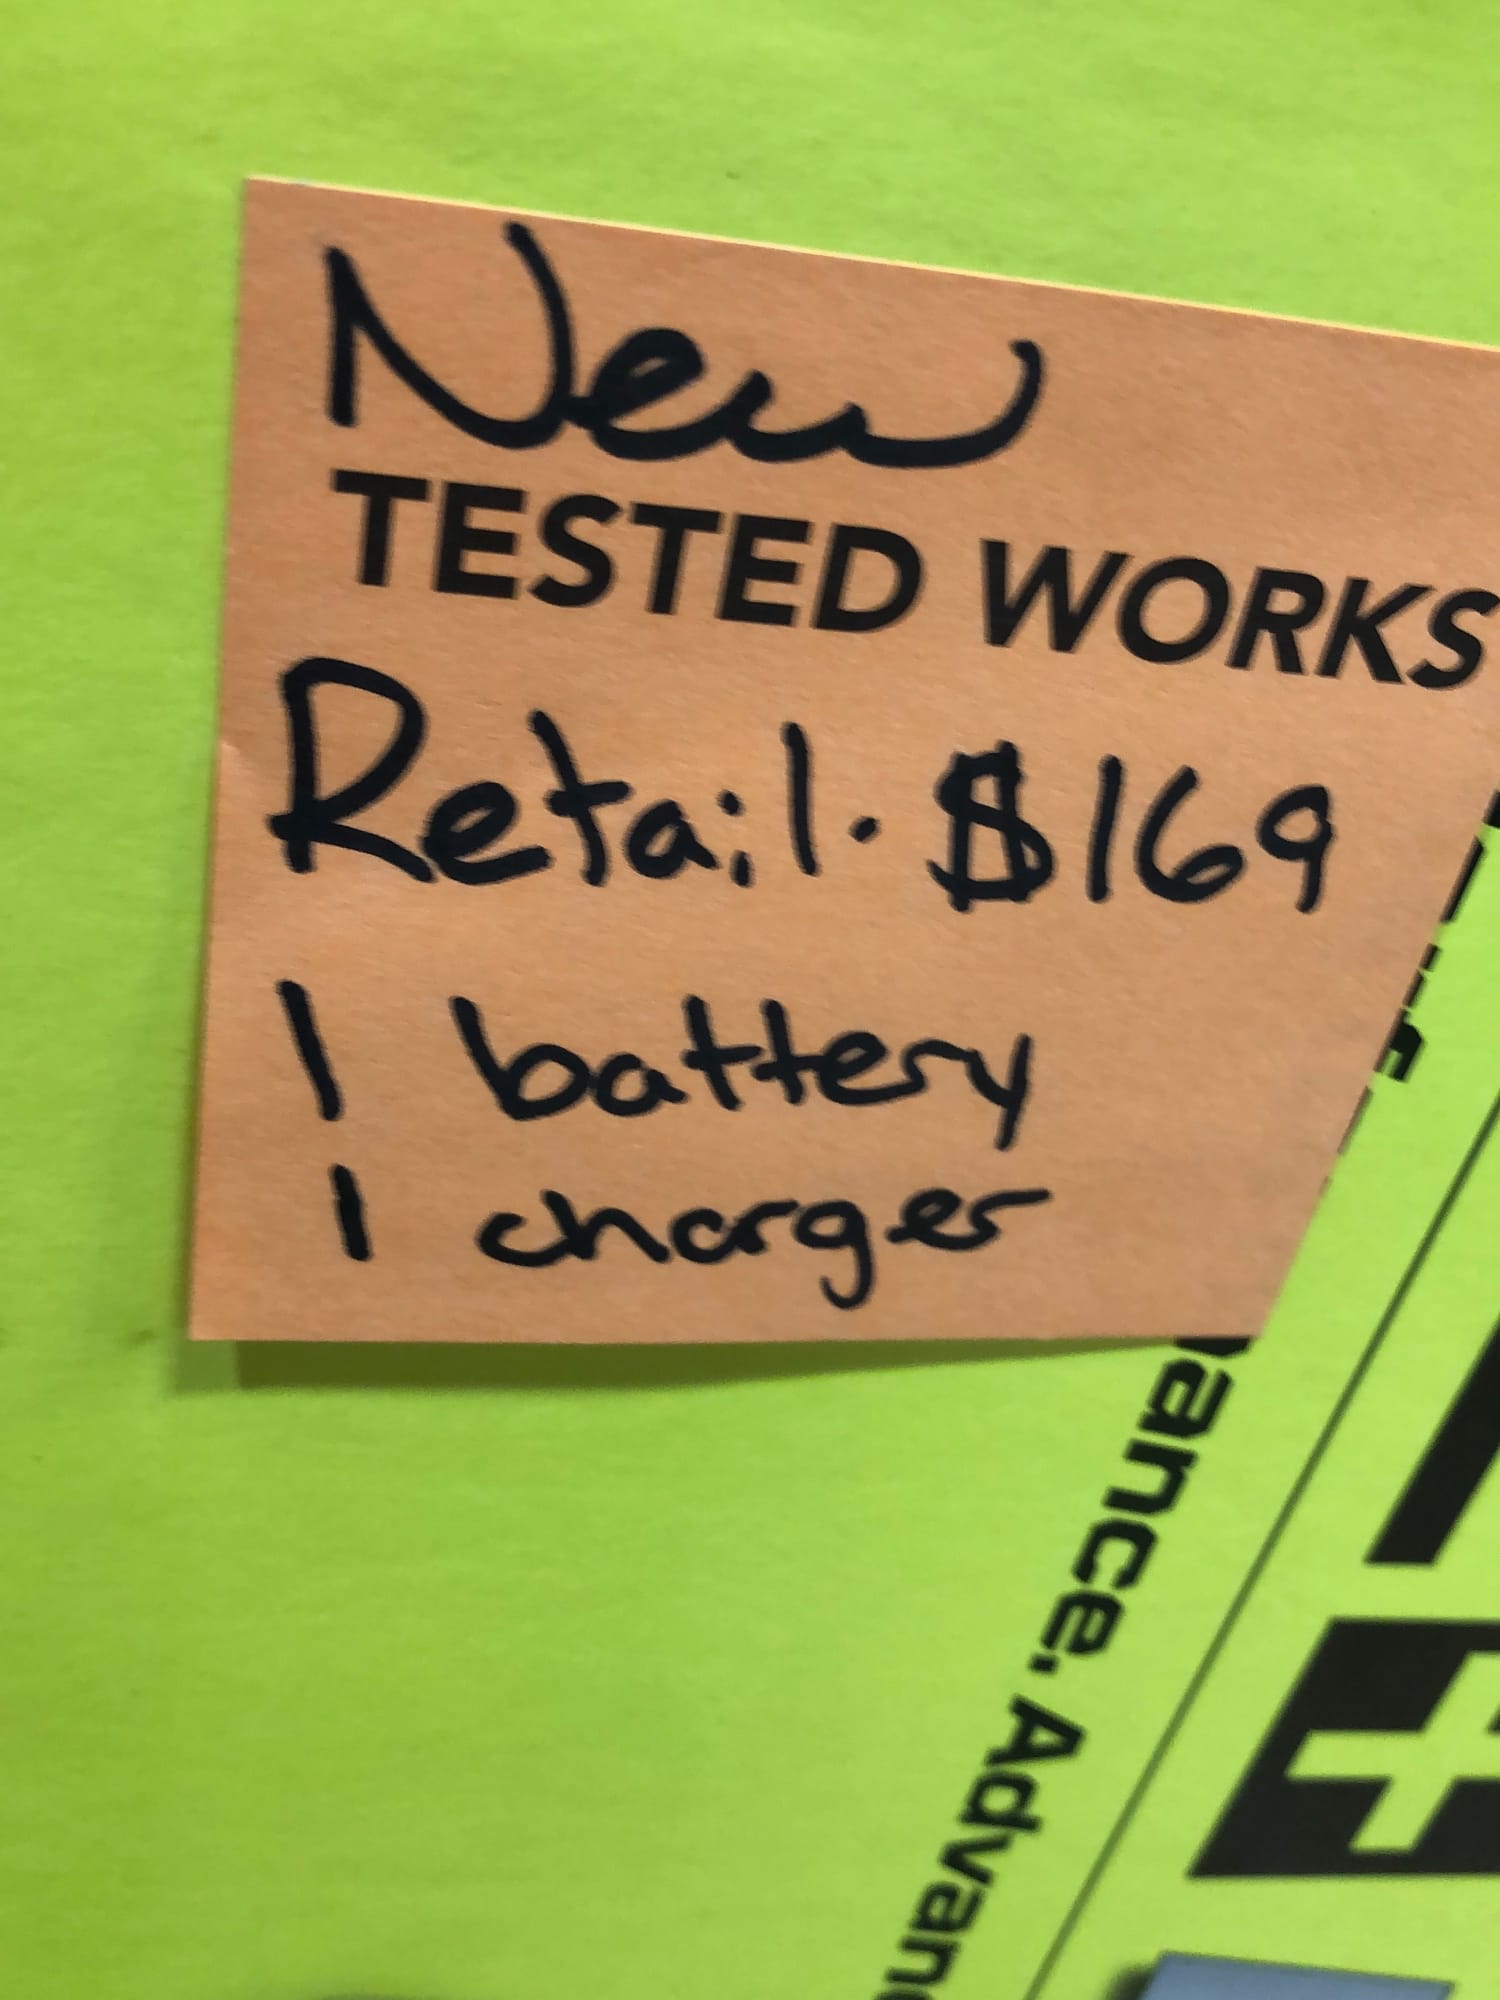 New
TESTED WORKS
Retail. $169
1 battery
1 charger
ance. Advan